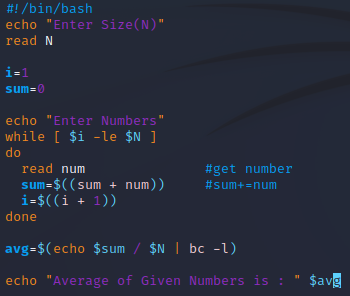 #!/bin/bash
echo "Enter Size(N)"
read N
i=1
sum=0
echo "Enter Numbers"
while [ $i -le $N ]
do
  read num               #get number
  sum=$((sum + num))     #sum+=num
  i=$((i + 1))
done
avg=$(echo $sum / $N | bc -l)
echo "Average of Given Numbers is : " $avg